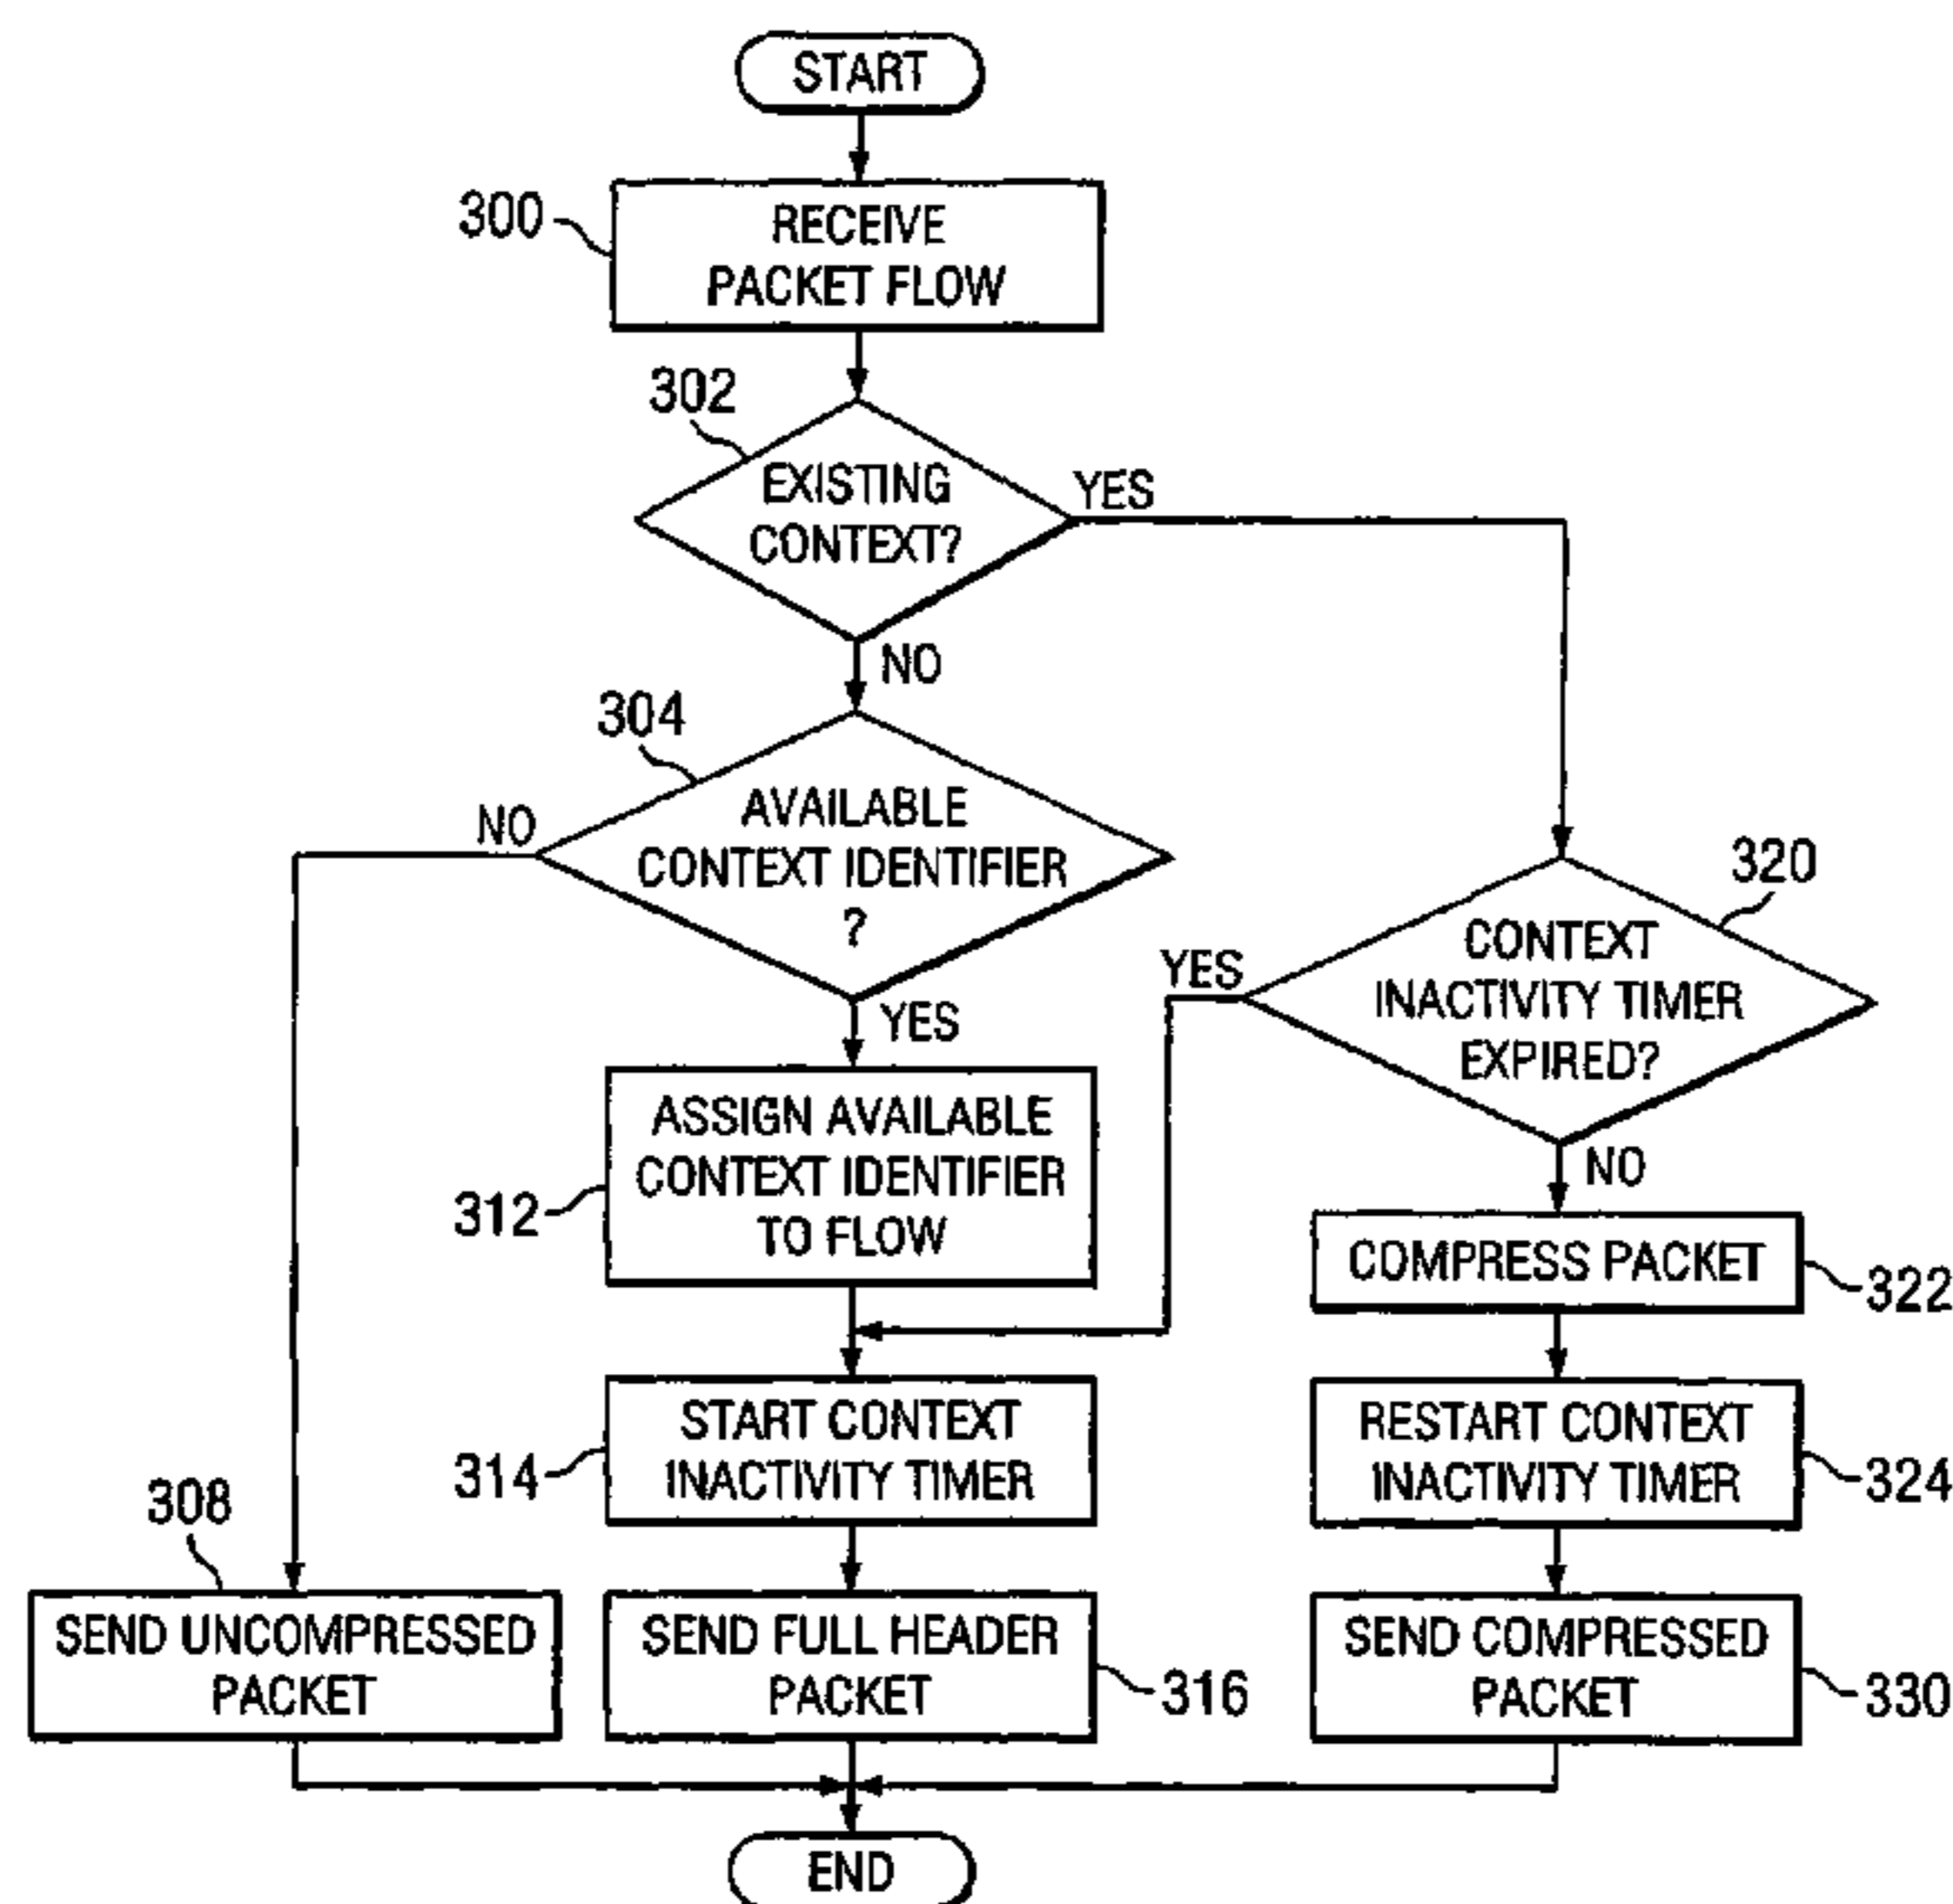 START
300
RECEIVE
PACKET FLOW
302
EXISTING
CONTEXT?
YES
NO
304
AVAILABLE
CONTEXT IDENTIFIER
?
NO
YES
320
CONTEXT
INACTIVITY TIMER
EXPIRED?
YES
NO
312
ASSIGN AVAILABLE
CONTEXT IDENTIFIER
TO FLOW
COMPRESS PACKET
322
314
START CONTEXT
INACTIVITY TIMER
RESTART CONTEXT
INACTIVITY TIMER
324
308
SEND UNCOMPRESSED
PACKET
SEND FULL HEADER
PACKET
316
SEND COMPRESSED
PACKET
330
END